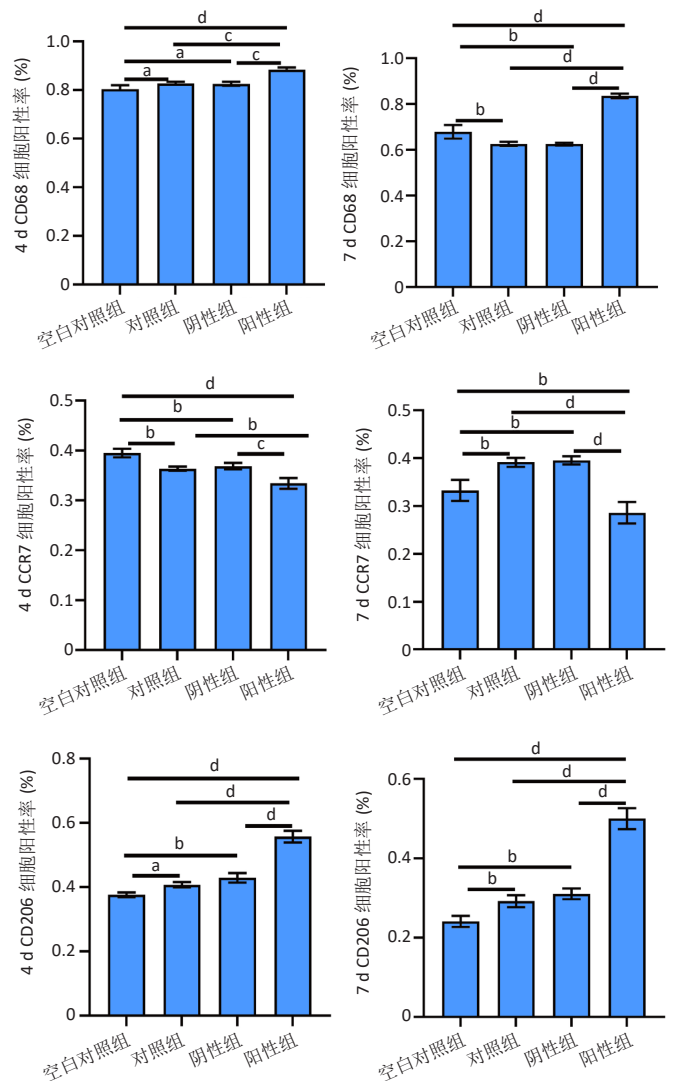 4 d CD68 细胞阳性率 (%)
1.0
0.8
0.6
0.4
0.2
0
d
c
a
c
a
空白对照组
对照组
阴性组
阳性组
7 d CD68 细胞阳性率 (%)
1.0
0.8
0.6
0.4
0.2
0
d
b
d
d
b
空白对照组
对照组
阴性组
阳性组
4 d CCR7 细胞阳性率 (%)
0.5
0.4
0.3
0.2
0.1
0
d
b
b
b
c
空白对照组
对照组
阴性组
阳性组
7 d CCR7 细胞阳性率 (%)
0.5
0.4
0.3
0.2
0.1
0
b
d
b
b
d
空白对照组
对照组
阴性组
阳性组
4 d CD206 细胞阳性率 (%)
0.8
0.6
0.4
0.2
0
d
d
d
b
a
空白对照组
对照组
阴性组
阳性组
7 d CD206 细胞阳性率 (%)
0.6
0.4
0.2
0
d
d
d
b
b
空白对照组
对照组
阴性组
阳性组